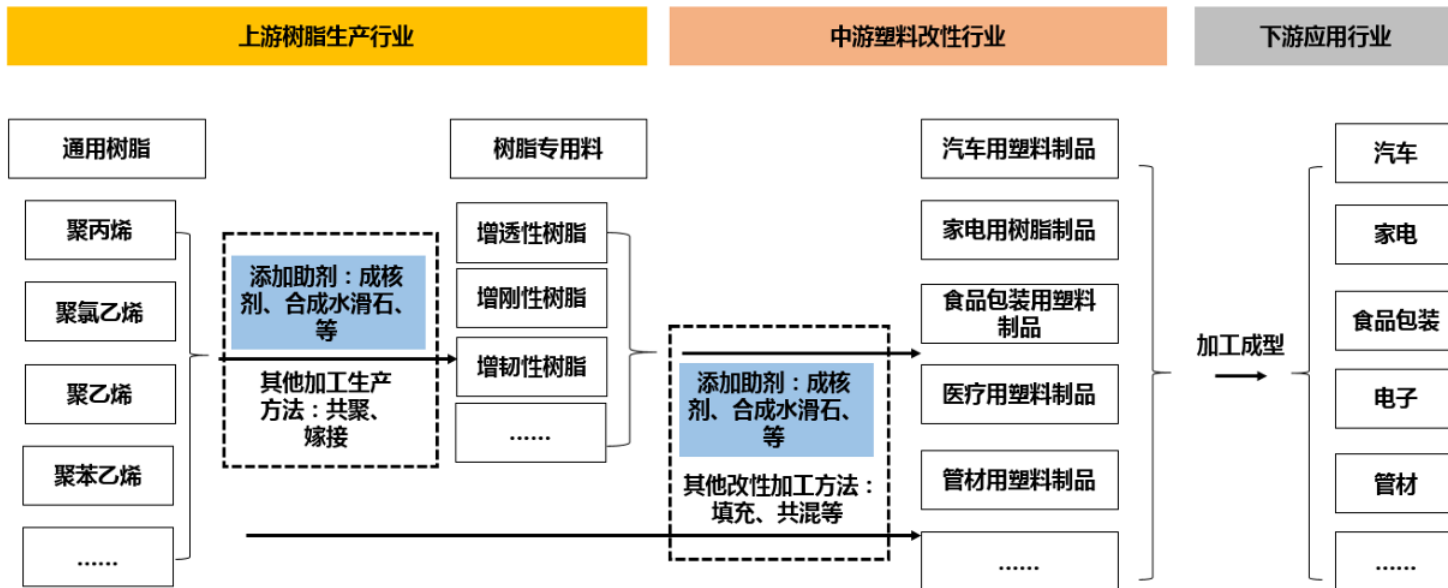 上游树脂生产行业
中游塑料改性行业
下游应用行业
通用树脂
聚丙烯
聚氯乙烯
聚乙烯
聚苯乙烯
......
添加助剂：成核
剂、合成水滑石、
等
其他加工生产
方法：共聚、
嫁接
树脂专用料
增透性树脂
增刚性树脂
增韧性树脂
......
添加助剂：成核
剂、合成水滑石、
等
其他改性加工方法：
填充、共混等
汽车用塑料制品
家电用树脂制品
食品包装用塑料
制品
医疗用塑料制品
管材用塑料制品
......
加工成型
汽车
家电
食品包装
电子
管材
......